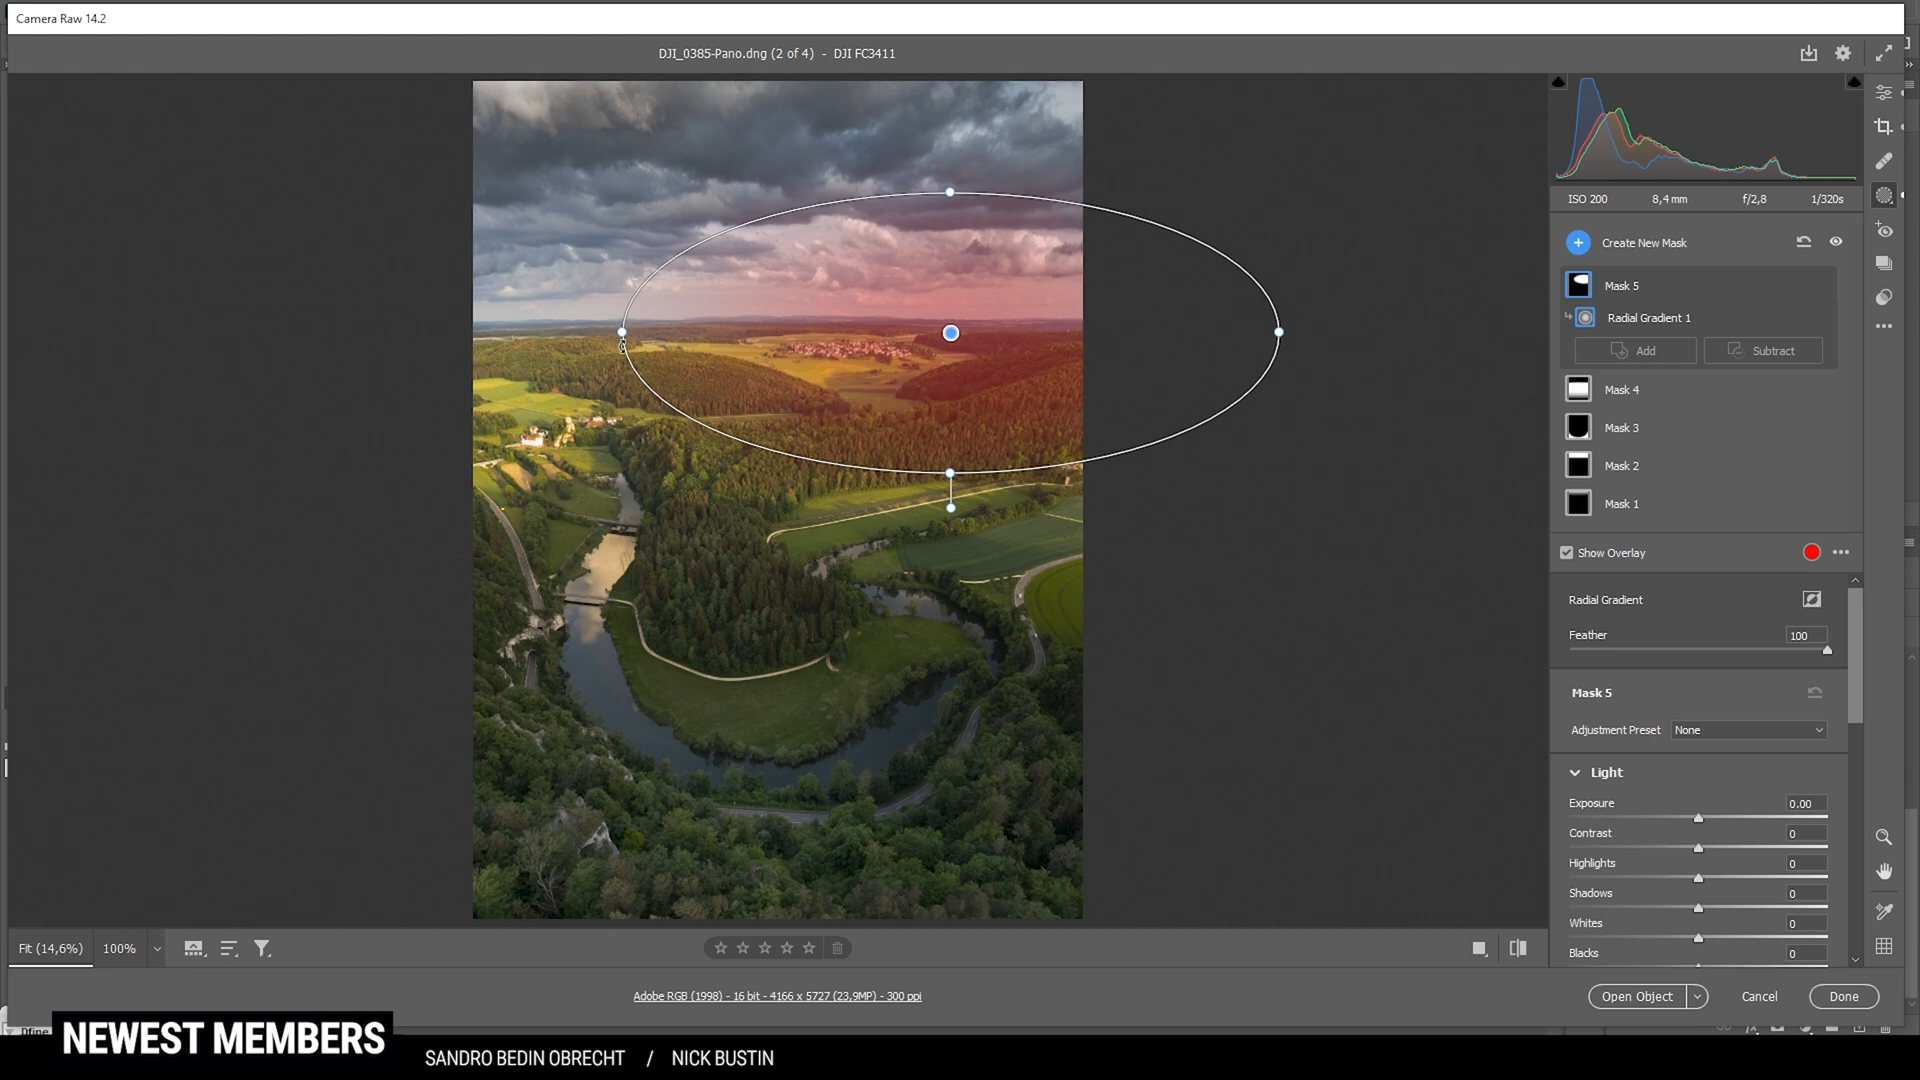 Camera Raw 14.2
DJI_0385-Pano.dng (2 of 4) - DJI FC3411
ISO 200 8,4 mm f/2,8 1/320s
Create New Mask
Mask 5
Radial Gradient 1
Add Subtract
Mask 4
Mask 3
Mask 2
Mask 1
Show Overlay
Radial Gradient
Feather 100
Mask 5
Adjustment Preset None
Light
Exposure 0.00
Contrast 0
Highlights 0
Shadows 0
Whites 0
Blacks 0
Fit (14,6%) 100%
Adobe RGB (1998) - 16 bit - 4166 x 5727 (23,9MP) - 300 ppi
Open Object Cancel Done
Dfine
NEWEST MEMBERS
SANDRO BEDIN OBRECHT / NICK BUSTIN